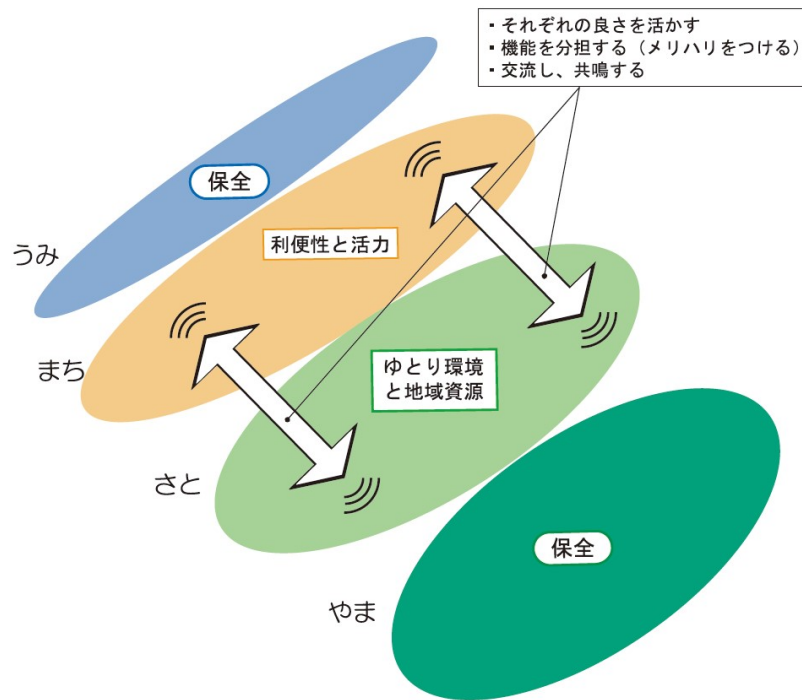 ・それぞれの良さを活かす
・機能を分担する（メリハリをつける）
・交流し、共鳴する
保全
うみ
利便性と活力
まち
ゆとり環境
と地域資源
さと
保全
やま